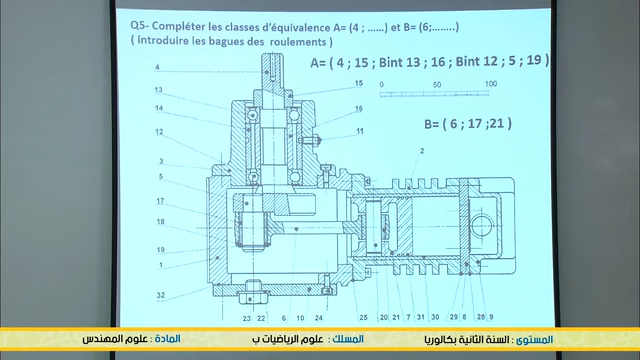 Q5- Compléter les classes d'équivalence A= (4 ; ......) et B= (6;........)
( introduire les bagues des roulements )
A= ( 4 ; 15 ; Bint 13 ; 16 ; Bint 12 ; 5 ; 19 )
0 50 100
B= ( 6 ; 17 ;21 )
4
15
13
14
16
11
12
3
2
5
17
18
19
1
32
23 22 6 10 24 25 20 21 7 31 30 29 8 28 9
المستوى : السنة الثانية بكالوريا
المسلك : علوم الرياضيات ب
المادة : علوم المهندس